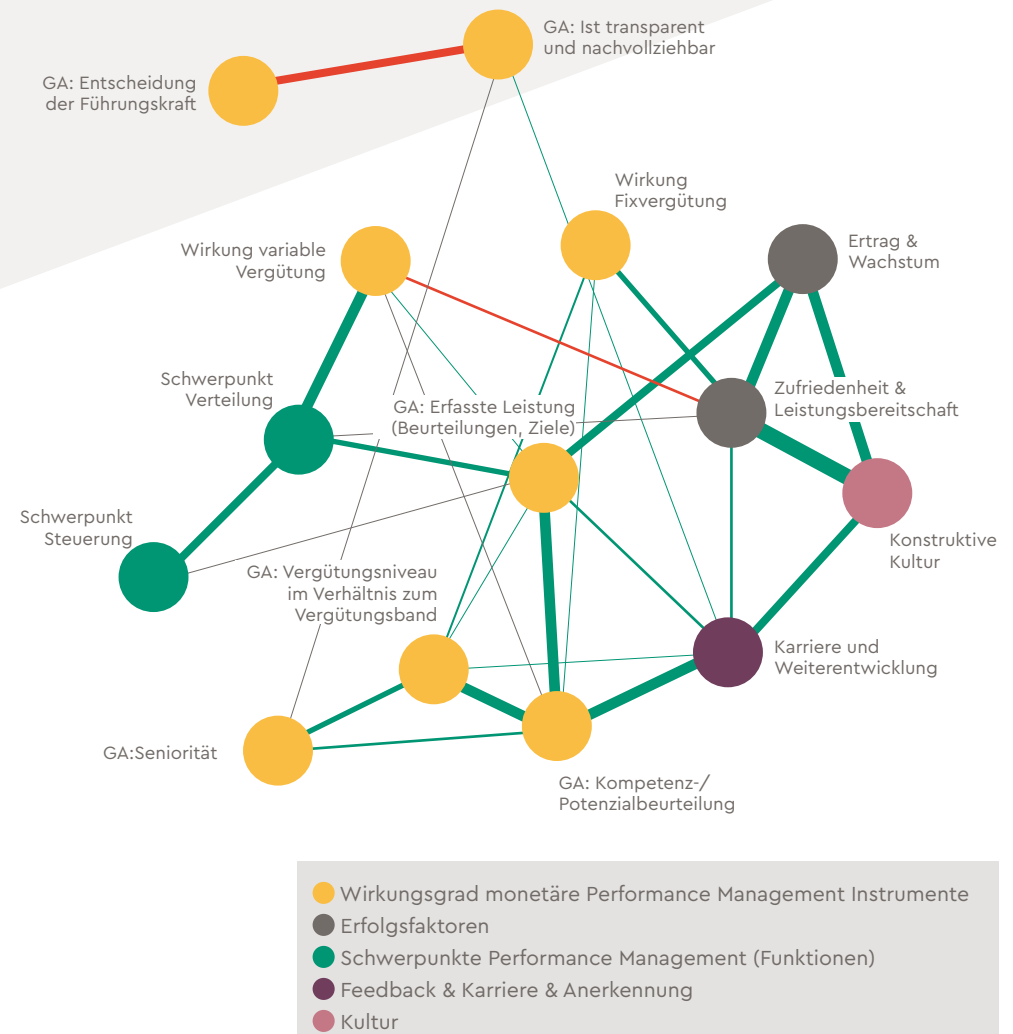 GA: Ist transparent
und nachvollziehbar
GA: Entscheidung
der Führungskraft
Wirkung
Fixvergütung
Wirkung variable
Vergütung
Ertrag &
Wachstum
Schwerpunkt
Verteilung
Zufriedenheit &
Leistungsbereitschaft
GA: Erfasste Leistung
(Beurteilungen, Ziele)
Schwerpunkt
Steuerung
Konstruktive
Kultur
GA: Vergütungsniveau
im Verhältnis zum
Vergütungsband
Karriere und
Weiterentwicklung
GA:Seniorität
GA: Kompetenz-/
Potenzialbeurteilung
Wirkungsgrad monetäre Performance Management Instrumente
Erfolgsfaktoren
Schwerpunkte Performance Management (Funktionen)
Feedback & Karriere & Anerkennung
Kultur